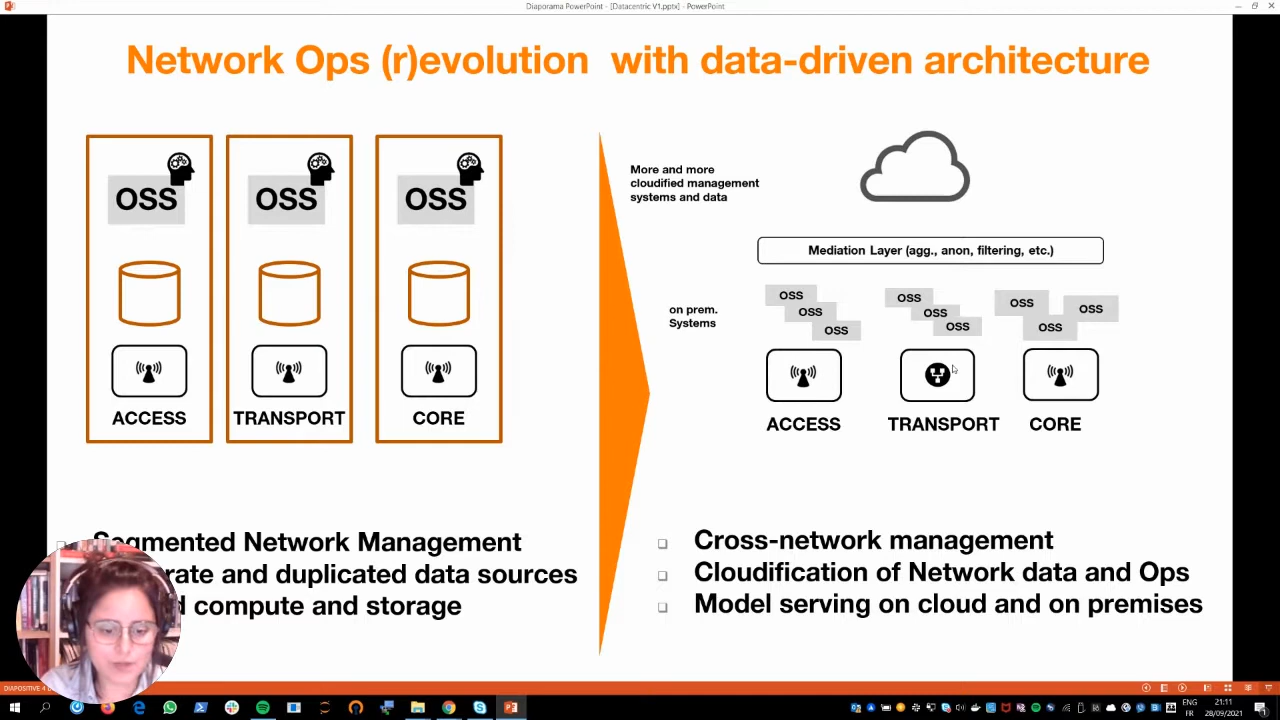 Diaporama PowerPoint - [Datacentric V1.pptx] - PowerPoint
Network Ops (r)evolution with data-driven architecture
OSS
OSS
OSS
ACCESS
TRANSPORT
CORE
More and more
cloudified management
systems and data
Mediation Layer (agg., anon, filtering, etc.)
on prem.
Systems
OSS
OSS
OSS
OSS
OSS
OSS
OSS
OSS
OSS
ACCESS
TRANSPORT
CORE
Segmented Network Management
and duplicated data sources
compute and storage
Cross-network management
Cloudification of Network data and Ops
Model serving on cloud and on premises
DIAPOSITIVE 4
ENG
FR
21:11
28/09/2021